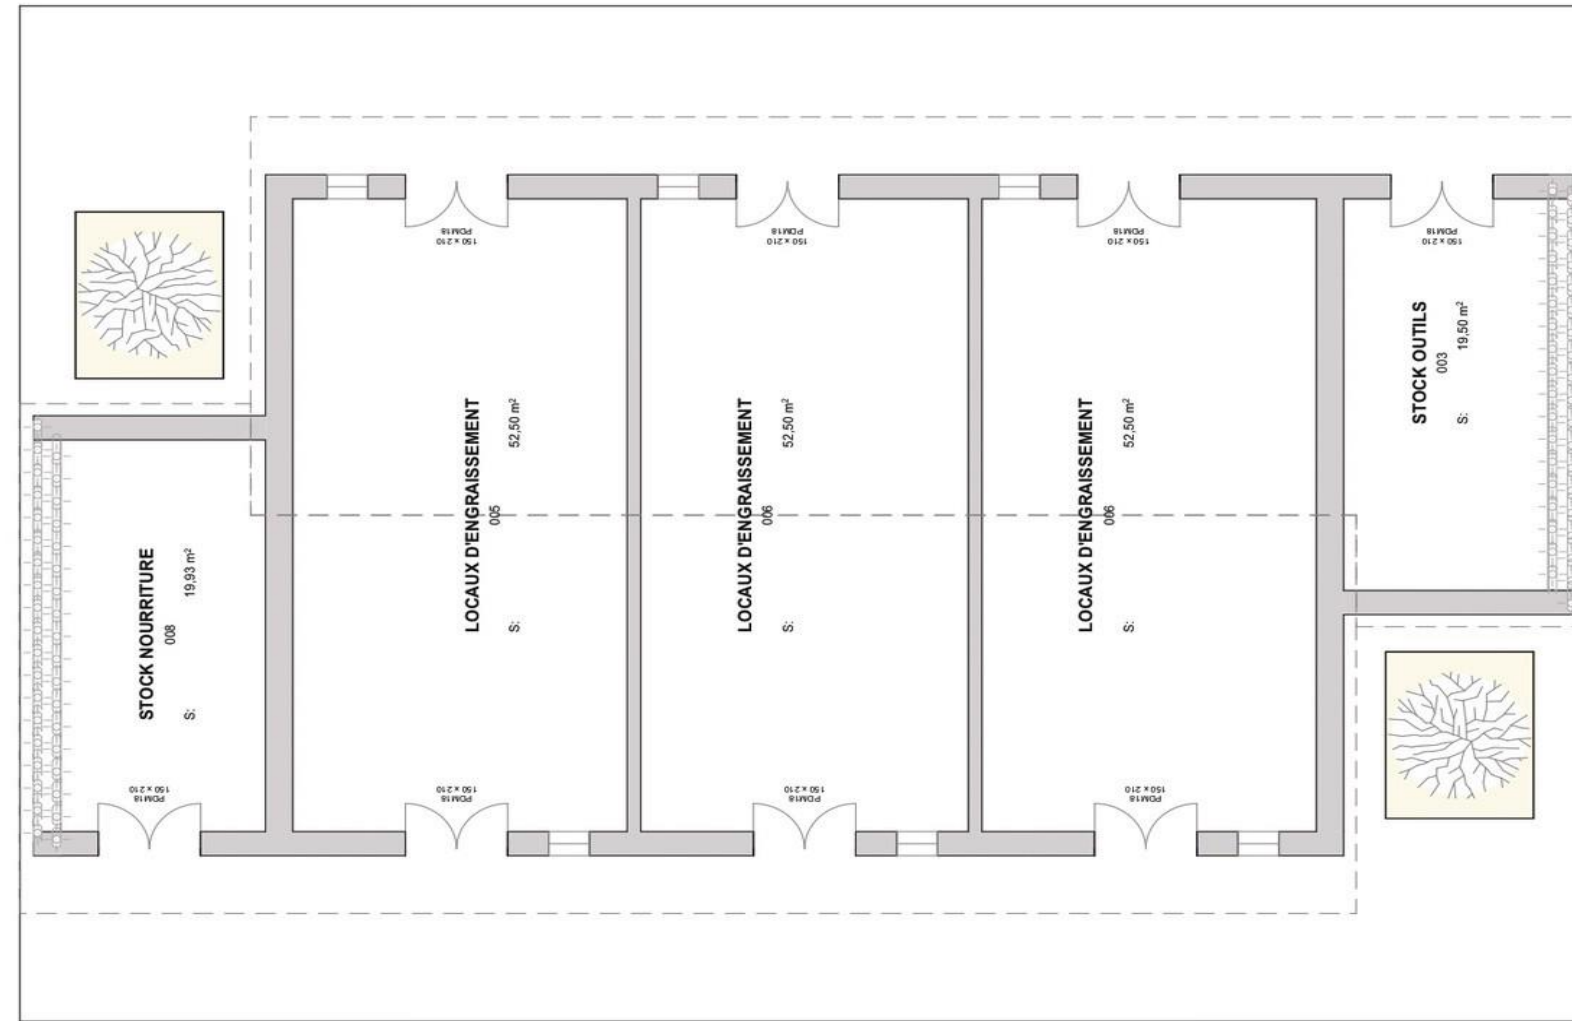 150 x 210
PDM18
150 x 210
PDM18
150 x 210
PDM18
150 x 210
PDM18
STOCK NOURRITURE
008
S: 19,93 m²
LOCAUX D'ENGRAISSEMENT
005
S: 52,50 m²
LOCAUX D'ENGRAISSEMENT
006
S: 52,50 m²
LOCAUX D'ENGRAISSEMENT
006
S: 52,50 m²
STOCK OUTILS
003
S: 19,50 m²
150 x 210
PDM18
150 x 210
PDM18
150 x 210
PDM18
150 x 210
PDM18